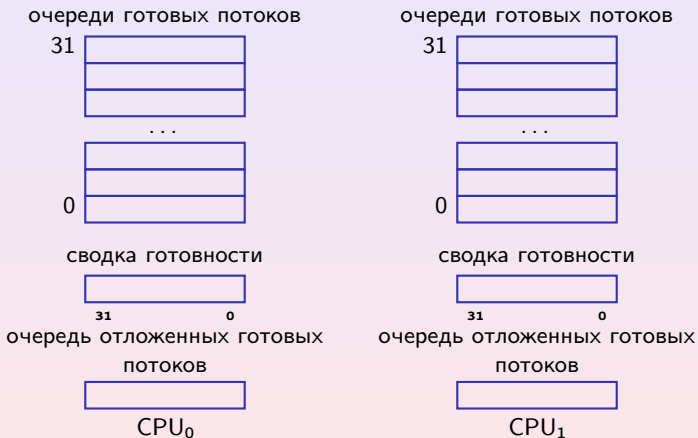 очереди готовых потоков
31
. . .
0
сводка готовности
31 0
очередь отложенных готовых
потоков
CPU₀
очереди готовых потоков
31
. . .
0
сводка готовности
31 0
очередь отложенных готовых
потоков
CPU₁